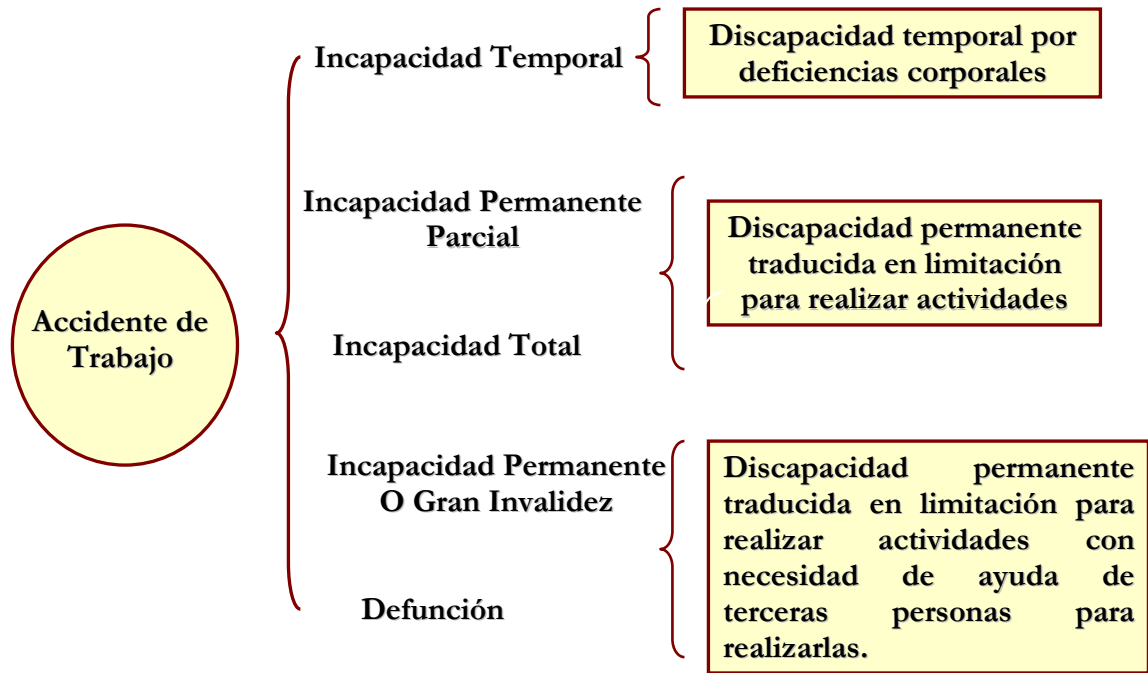 Accidente de
Trabajo
Incapacidad Temporal
Discapacidad temporal por
deficiencias corporales
Incapacidad Permanente
Parcial
Incapacidad Total
Discapacidad permanente
traducida en limitación
para realizar actividades
Incapacidad Permanente
O Gran Invalidez
Defunción
Discapacidad permanente
traducida en limitación para
realizar actividades con
necesidad de ayuda de
terceras personas para
realizarlas.